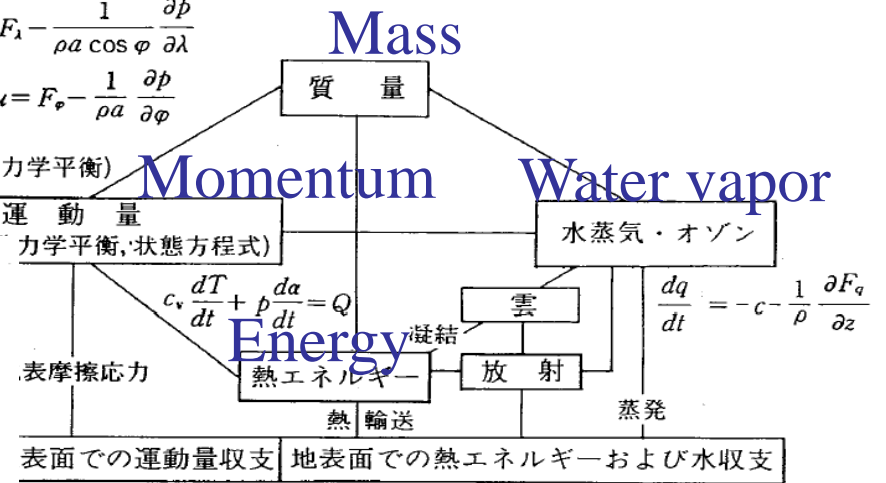 F_λ − 1/(ρa cos φ) ∂p/∂λ
Mass
質 量
u = F_φ − 1/(ρa) ∂p/∂φ
力学平衡)
Momentum
Water vapor
運 動 量
力学平衡, 状態方程式)
水蒸気・オゾン
c_v dT/dt + p dα/dt = Q
雲
dq/dt = −c− 1/ρ ∂F_q/∂z
Energy
凝結
表摩擦応力
熱エネルギー
放 射
熱 輸送
蒸発
表面での運動量収支
地表面での熱エネルギーおよび水収支